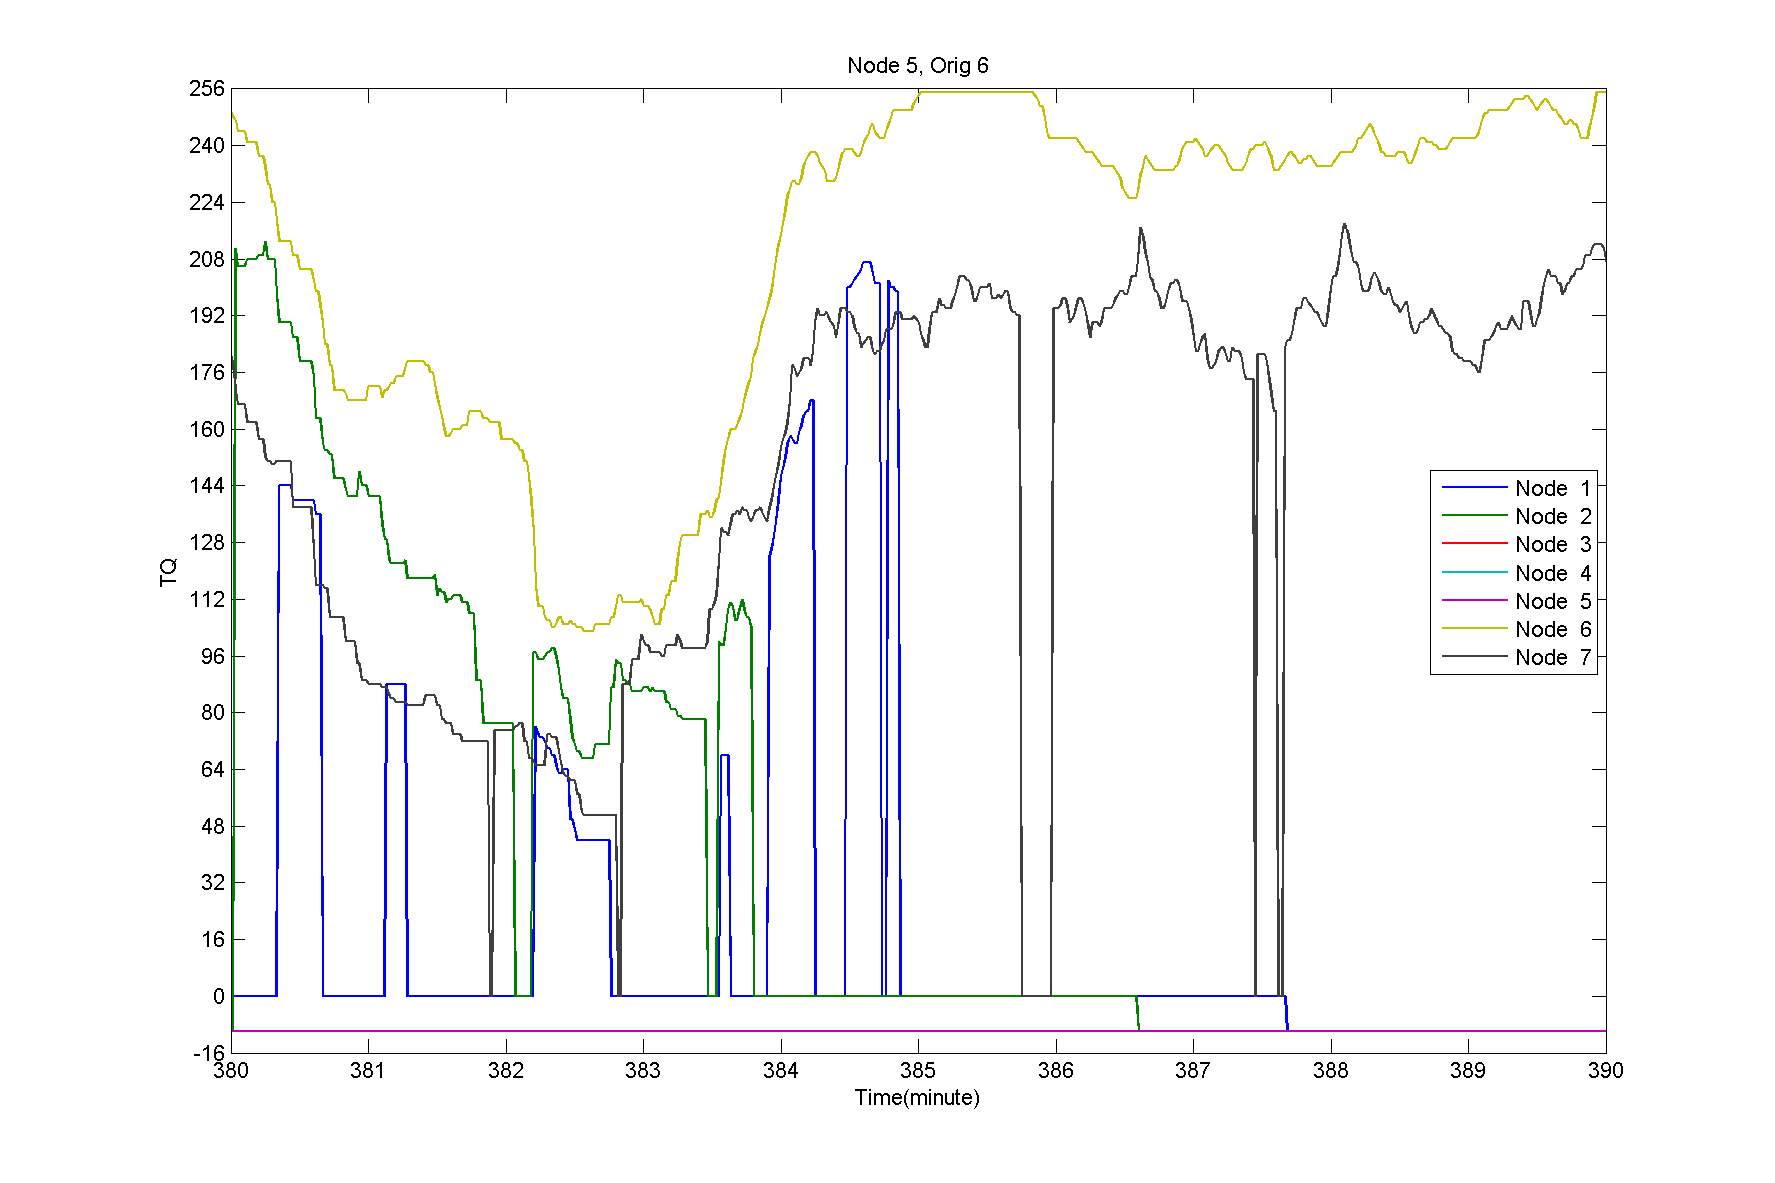 Node 5, Orig 6
256
240
224
208
192
176
160
144
128
112
96
80
64
48
32
16
0
-16
TQ
Node 1
Node 2
Node 3
Node 4
Node 5
Node 6
Node 7
380 381 382 383 384 385 386 387 388 389 390
Time(minute)